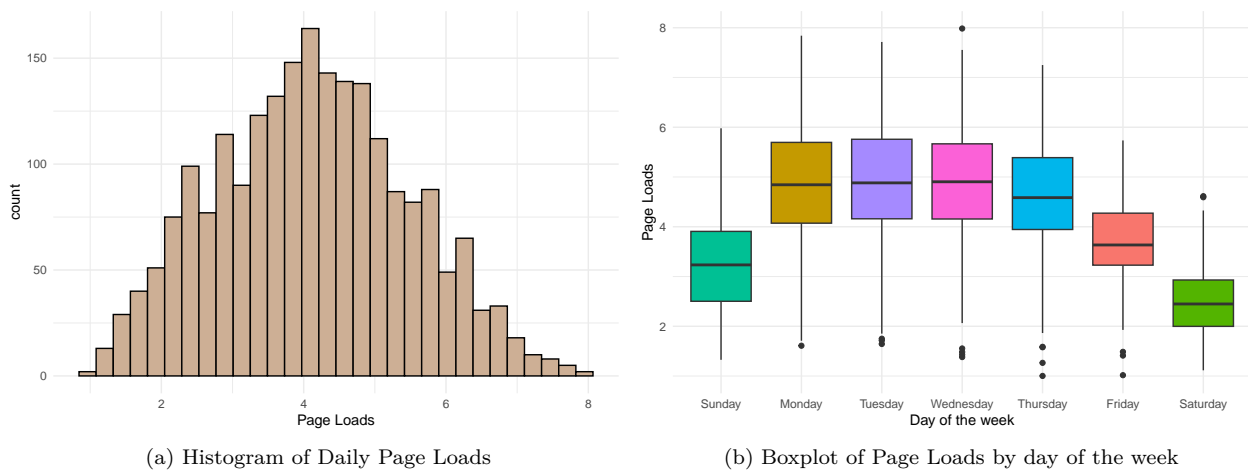 150
100
50
0
count
2
4
6
8
Page Loads
(a) Histogram of Daily Page Loads
8
6
4
2
Page Loads
Sunday
Monday
Tuesday
Wednesday
Thursday
Friday
Saturday
Day of the week
(b) Boxplot of Page Loads by day of the week